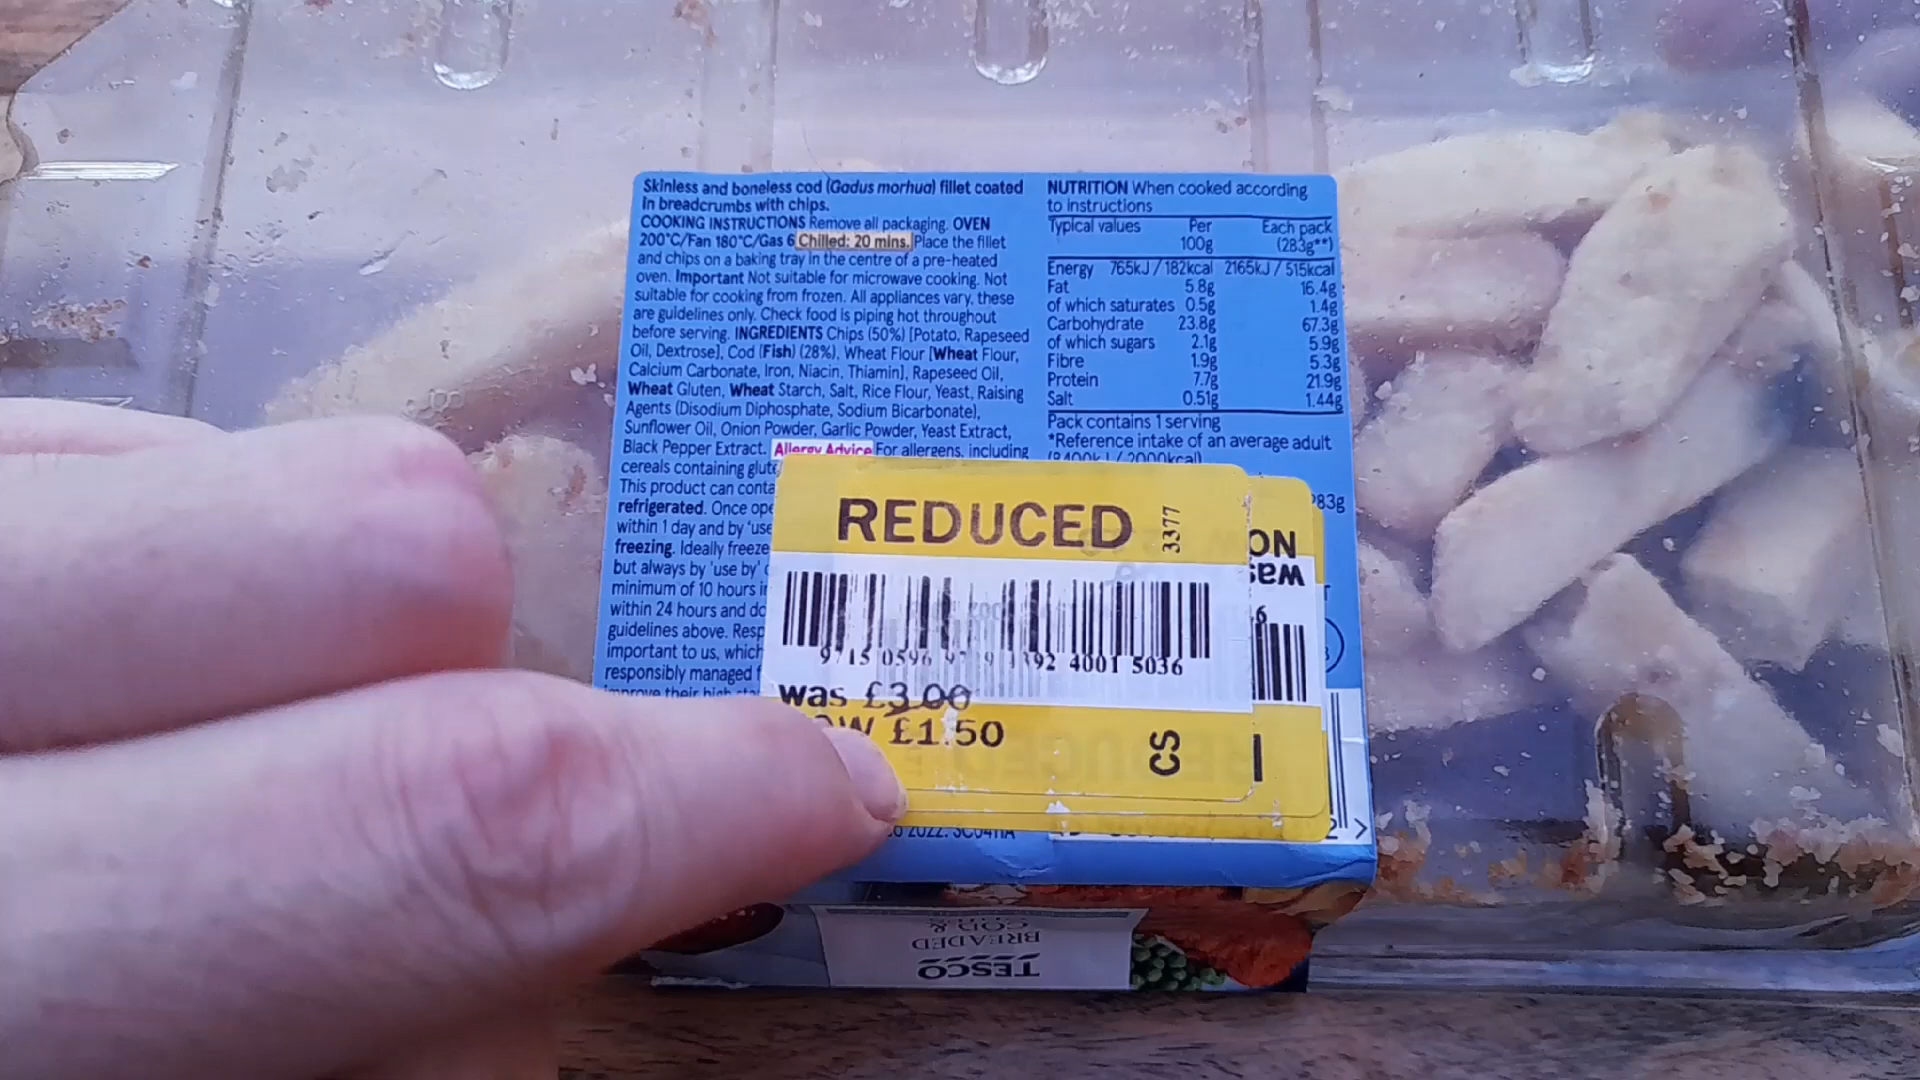 Skinless and boneless cod (Gadus morhua) fillet coated
in breadcrumbs with chips.
COOKING INSTRUCTIONS Remove all packaging. OVEN
200°C/Fan 180°C/Gas 6 Chilled: 20 mins. Place the fillet
and chips on a baking tray in the centre of a pre-heated
oven. Important Not suitable for microwave cooking. Not
suitable for cooking from frozen. All appliances vary, these
are guidelines only. Check food is piping hot throughout
before serving. INGREDIENTS Chips (50%) [Potato, Rapeseed
Oil, Dextrose], Cod (Fish) (28%), Wheat Flour [Wheat Flour,
Calcium Carbonate, Iron, Niacin, Thiamin], Rapeseed Oil,
Wheat Gluten, Wheat Starch, Salt, Rice Flour, Yeast, Raising
Agents (Disodium Diphosphate, Sodium Bicarbonate),
Sunflower Oil, Onion Powder, Garlic Powder, Yeast Extract,
Black Pepper Extract. Allergy Advice For allergens, including
cereals containing glute
This product can conta
refrigerated. Once ope
within 1 day and by 'use
freezing. Ideally freeze
but always by 'use by'
minimum of 10 hours in
within 24 hours and do
guidelines above. Resp
important to us, which
responsibly managed f
improve their high sta
NUTRITION When cooked according
to instructions
Typical values Per 100g Each pack (283g**)
Energy 765kJ / 182kcal 2165kJ / 515kcal
Fat 5.8g 16.4g
of which saturates 0.5g 1.4g
Carbohydrate 23.8g 67.3g
of which sugars 2.1g 5.9g
Fibre 1.9g 5.3g
Protein 7.7g 21.9g
Salt 0.51g 1.44g
Pack contains 1 serving
*Reference intake of an average adult
(8400kJ / 2000kcal)
283g
REDUCED 3377
4001 5036
was £3.00
£1.50
CS
TESCO
BREADED
COD &
CHIPS